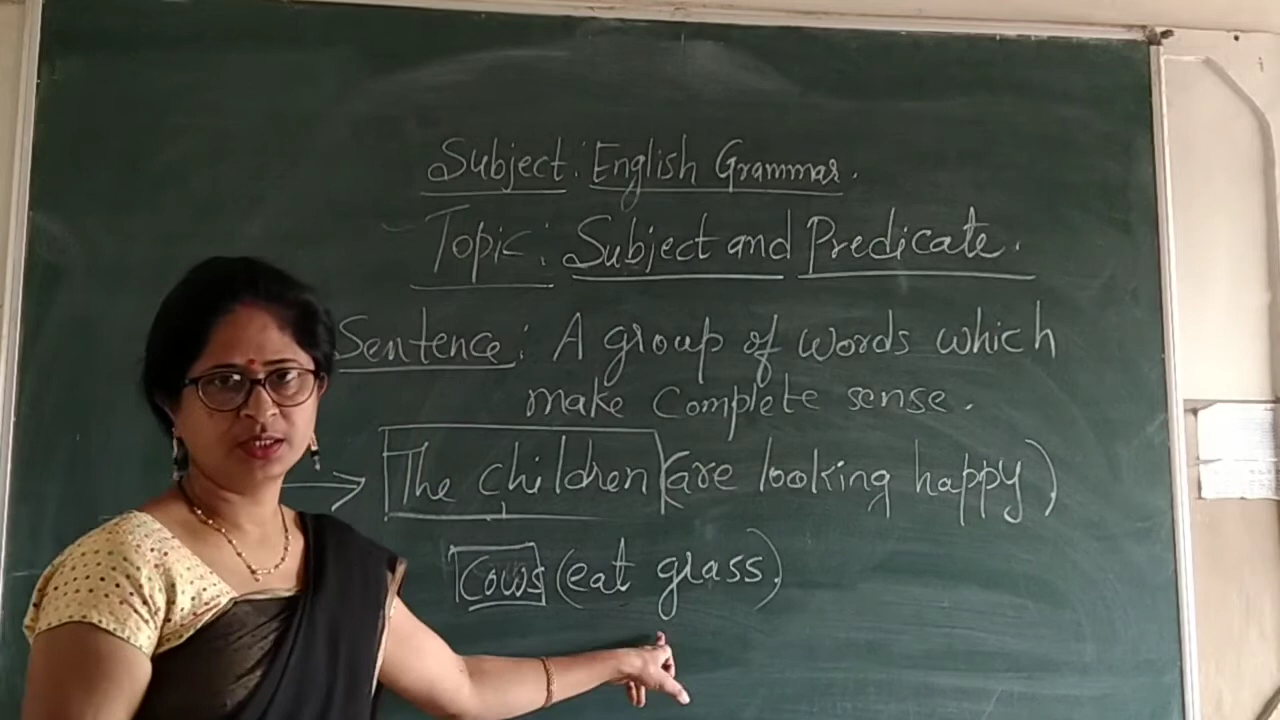 Subject: English Grammar.
Topic: Subject and Predicate.
Sentence: A group of words which
make complete sense.
The children (are looking happy)
Cows (eat grass).